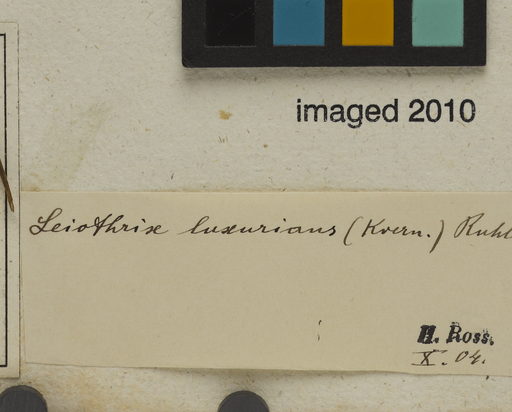 imaged 2010
Leiothrix luxurians (Koern.) Ruhl
H. Ross.
X. 04.